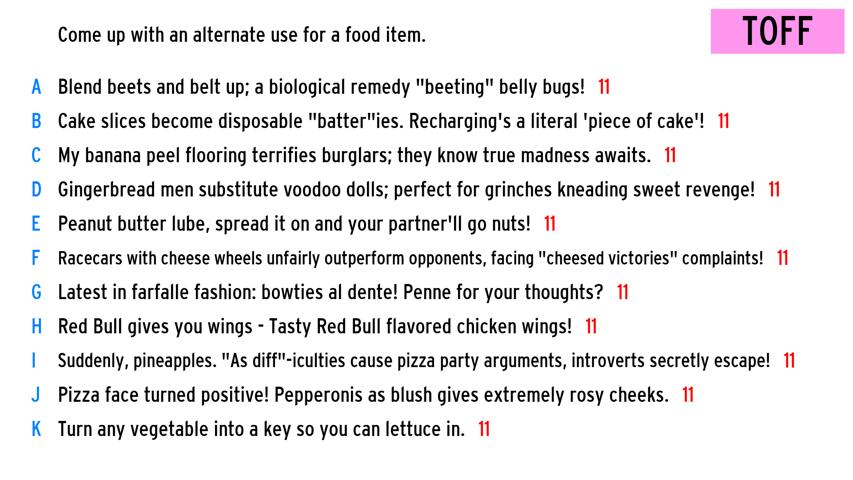 Come up with an alternate use for a food item.
TOFF
A Blend beets and belt up; a biological remedy "beeting" belly bugs! 11
B Cake slices become disposable "batter"ies. Recharging's a literal 'piece of cake'! 11
C My banana peel flooring terrifies burglars; they know true madness awaits. 11
D Gingerbread men substitute voodoo dolls; perfect for grinches kneading sweet revenge! 11
E Peanut butter lube, spread it on and your partner'll go nuts! 11
F Racecars with cheese wheels unfairly outperform opponents, facing "cheesed victories" complaints! 11
G Latest in farfalle fashion: bowties al dente! Penne for your thoughts? 11
H Red Bull gives you wings - Tasty Red Bull flavored chicken wings! 11
I Suddenly, pineapples. "As diff"-iculties cause pizza party arguments, introverts secretly escape! 11
J Pizza face turned positive! Pepperonis as blush gives extremely rosy cheeks. 11
K Turn any vegetable into a key so you can lettuce in. 11